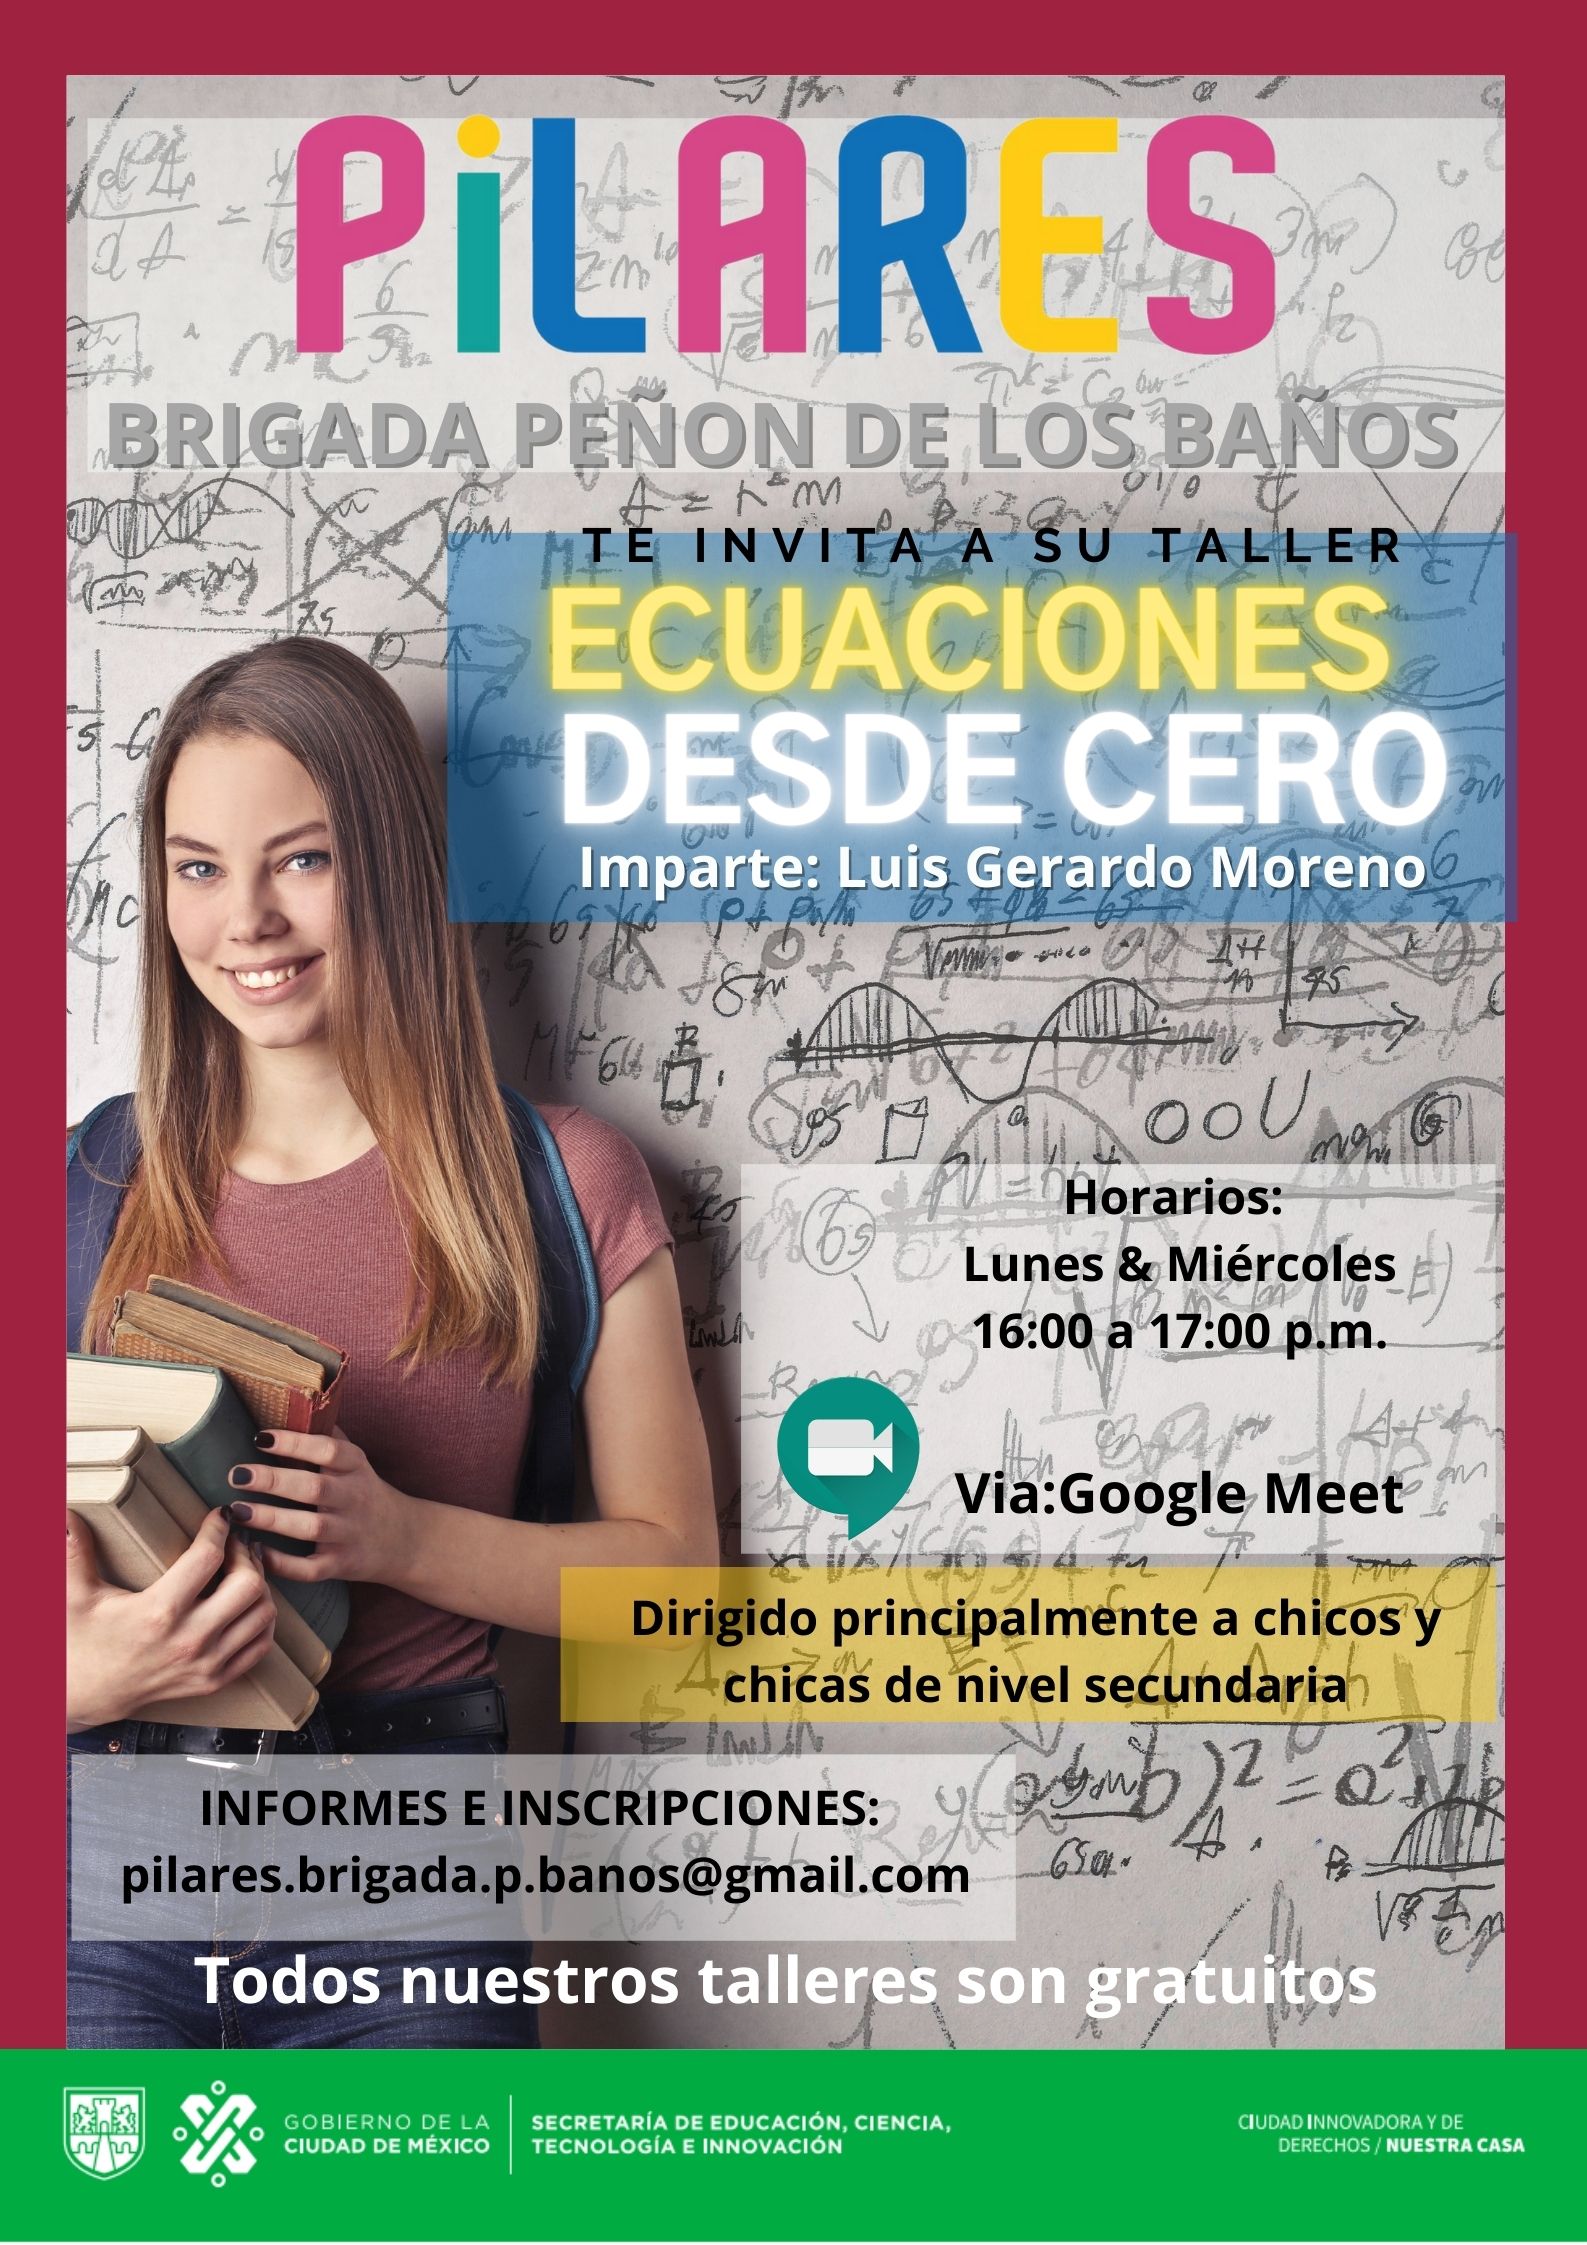 PiLARES
BRIGADA PEÑON DE LOS BAÑOS
TE INVITA A SU TALLER
ECUACIONES
DESDE CERO
Imparte: Luis Gerardo Moreno
Horarios:
Lunes & Miércoles
16:00 a 17:00 p.m.
Via:Google Meet
Dirigido principalmente a chicos y
chicas de nivel secundaria
INFORMES E INSCRIPCIONES:
pilares.brigada.p.banos@gmail.com
Todos nuestros talleres son gratuitos
GOBIERNO DE LA
CIUDAD DE MÉXICO
SECRETARÍA DE EDUCACIÓN, CIENCIA,
TECNOLOGÍA E INNOVACIÓN
CIUDAD INNOVADORA Y DE
DERECHOS / NUESTRA CASA